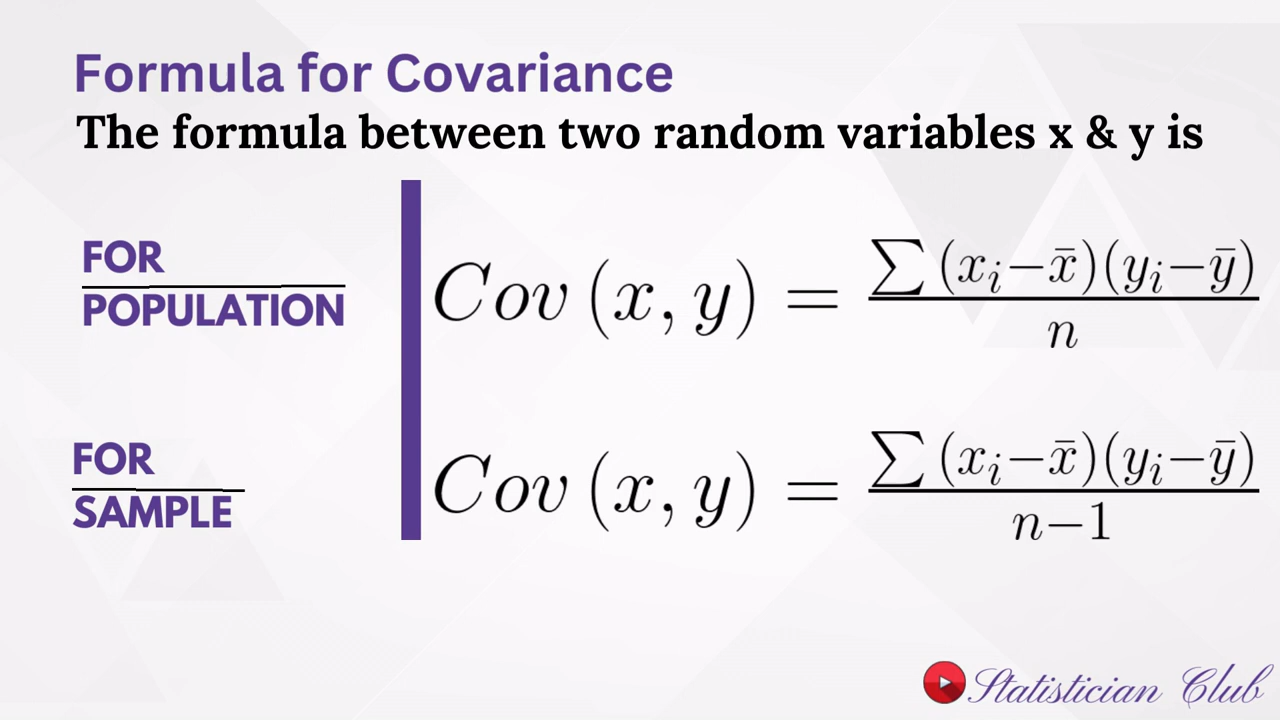 Formula for Covariance
The formula between two random variables x & y is
FOR
POPULATION
Cov (x, y) = ∑(xᵢ−x̄)(yᵢ−ȳ) / n
FOR
SAMPLE
Cov (x, y) = ∑(xᵢ−x̄)(yᵢ−ȳ) / n−1
Statistician Club